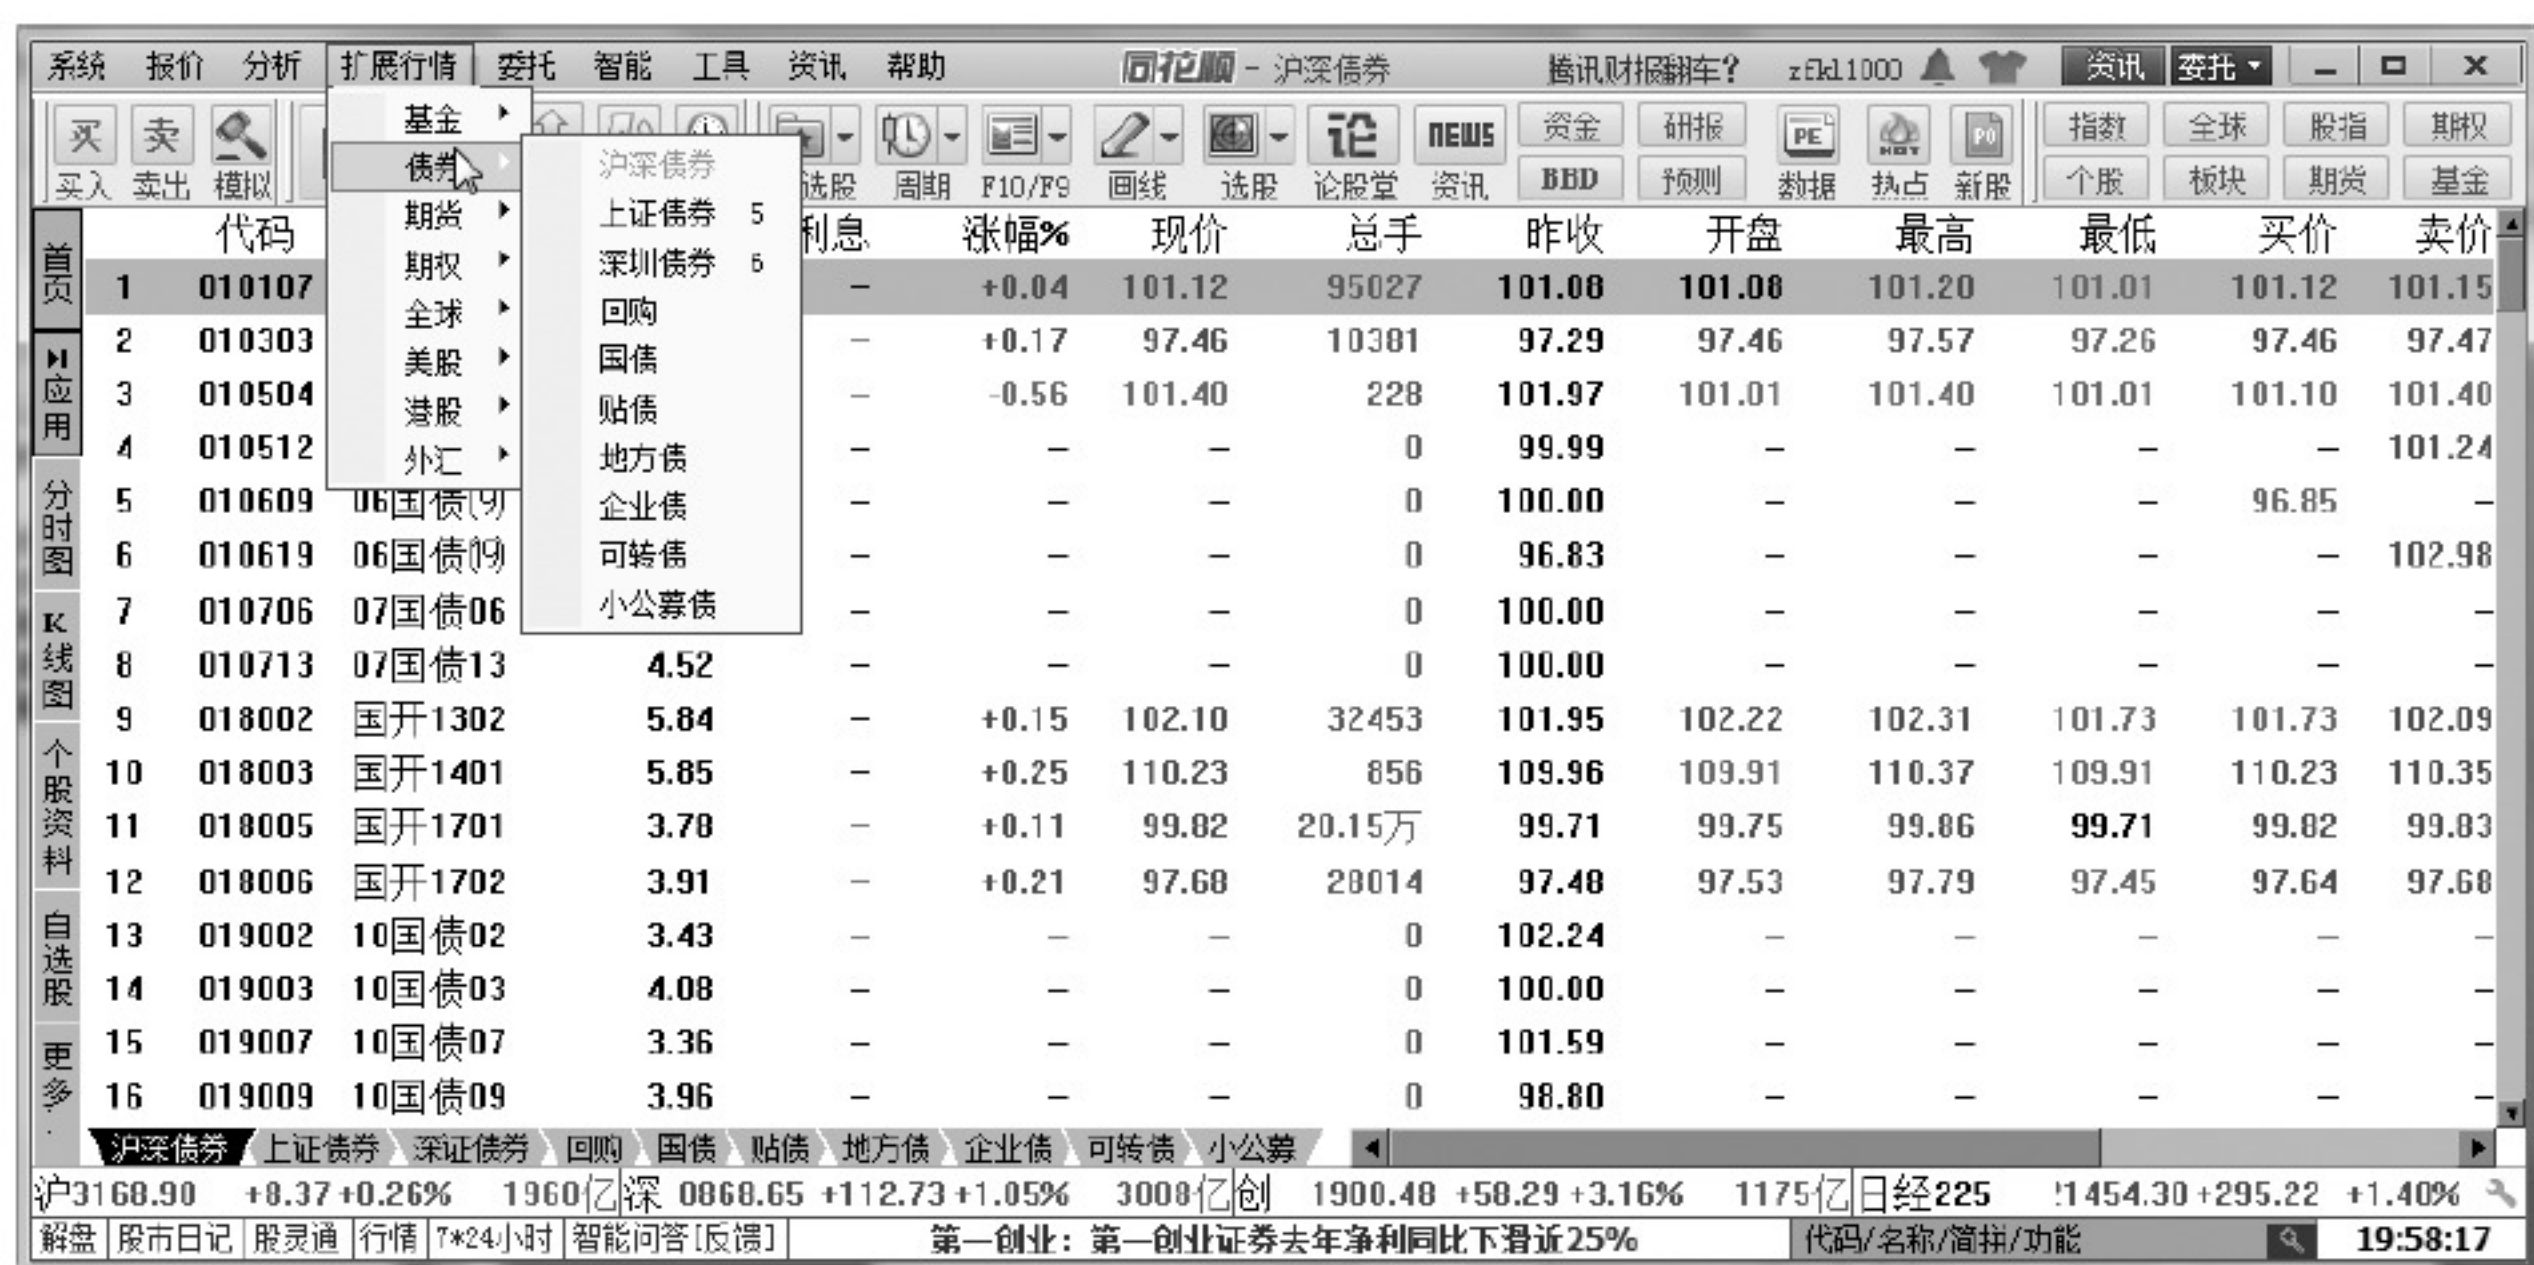 系统 报价 分析 扩展行情 委托 智能 工具 资讯 帮助 同花顺 - 沪深债券 腾讯财报翻车? zfkl1000 资讯 委托
买 卖 论 NEWS 资金 研报 PE HOT PO 指数 全球 股指 期权
买入 卖出 模拟 选股 周期 F10/F9 画线 选股 论股堂 资讯 BBD 预测 数据 热点 新股 个股 板块 期货 基金
基金
债券
期货
期权
全球
美股
港股
外汇
沪深债券
上证债券 5
深圳债券 6
回购
国债
贴债
地方债
企业债
可转债
小公募债
首页
应用
分时图
K线图
个股资料
自选股
更多
代码 利息 涨幅% 现价 总手 昨收 开盘 最高 最低 买价 卖价
1 010107 – +0.04 101.12 95027 101.08 101.08 101.20 101.01 101.12 101.15
2 010303 – +0.17 97.46 10381 97.29 97.46 97.57 97.26 97.46 97.47
3 010504 – -0.56 101.40 228 101.97 101.01 101.40 101.01 101.10 101.40
4 010512 – – – 0 99.99 – – – – 101.24
5 010609 06国债(9) – – – 0 100.00 – – – 96.85 –
6 010619 06国债(19) – – – 0 96.83 – – – – 102.98
7 010706 07国债06 – – – 0 100.00 – – – – –
8 010713 07国债13 4.52 – – – 0 100.00 – – – – –
9 018002 国开1302 5.84 – +0.15 102.10 32453 101.95 102.22 102.31 101.73 101.73 102.09
10 018003 国开1401 5.85 – +0.25 110.23 856 109.96 109.91 110.37 109.91 110.23 110.35
11 018005 国开1701 3.78 – +0.11 99.82 20.15万 99.71 99.75 99.86 99.71 99.82 99.83
12 018006 国开1702 3.91 – +0.21 97.68 28014 97.48 97.53 97.79 97.45 97.64 97.68
13 019002 10国债02 3.43 – – – 0 102.24 – – – – –
14 019003 10国债03 4.08 – – – 0 100.00 – – – – –
15 019007 10国债07 3.36 – – – 0 101.59 – – – – –
16 019009 10国债09 3.96 – – – 0 98.80 – – – – –
沪深债券 上证债券 深证债券 回购 国债 贴债 地方债 企业债 可转债 小公募
沪3168.90 +8.37 +0.26% 1960亿 深 0868.65 +112.73 +1.05% 3008亿 创 1900.48 +58.29 +3.16% 1175亿 日经225 1454.30 +295.22 +1.40%
解盘 股市日记 股灵通 行情 7*24小时 智能问答[反馈] 第一创业：第一创业证券去年净利同比下滑近25% 代码/名称/简拼/功能 19:58:17